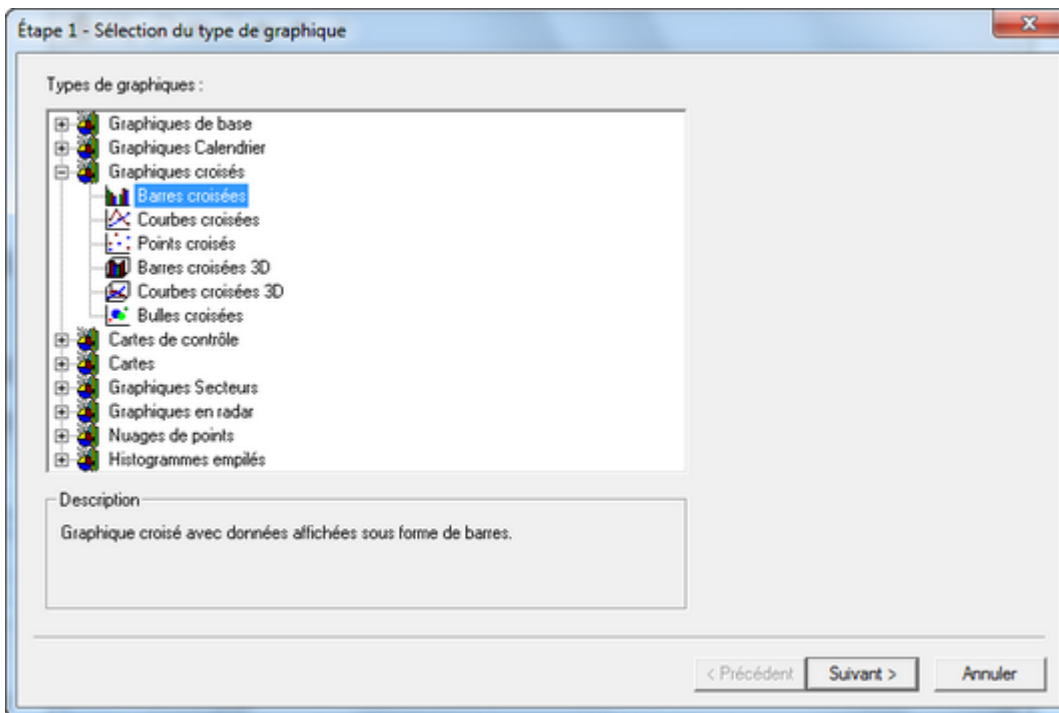 Étape 1 - Sélection du type de graphique
Types de graphiques :
Graphiques de base
Graphiques Calendrier
Graphiques croisés
Barres croisées
Courbes croisées
Points croisés
Barres croisées 3D
Courbes croisées 3D
Bulles croisées
Cartes de contrôle
Cartes
Graphiques Secteurs
Graphiques en radar
Nuages de points
Histogrammes empilés
Description
Graphique croisé avec données affichées sous forme de barres.
< Précédent
Suivant >
Annuler